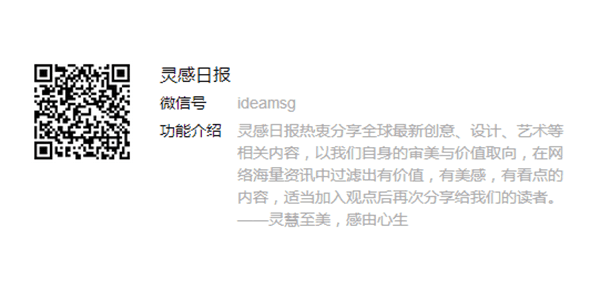 灵感日报
微信号 ideamsg
功能介绍 灵感日报热衷分享全球最新创意、设计、艺术等
相关内容，以我们自身的审美与价值取向，在网
络海量资讯中过滤出有价值，有美感，有看点的
内容，适当加入观点后再次分享给我们的读者。
——灵慧至美，感由心生